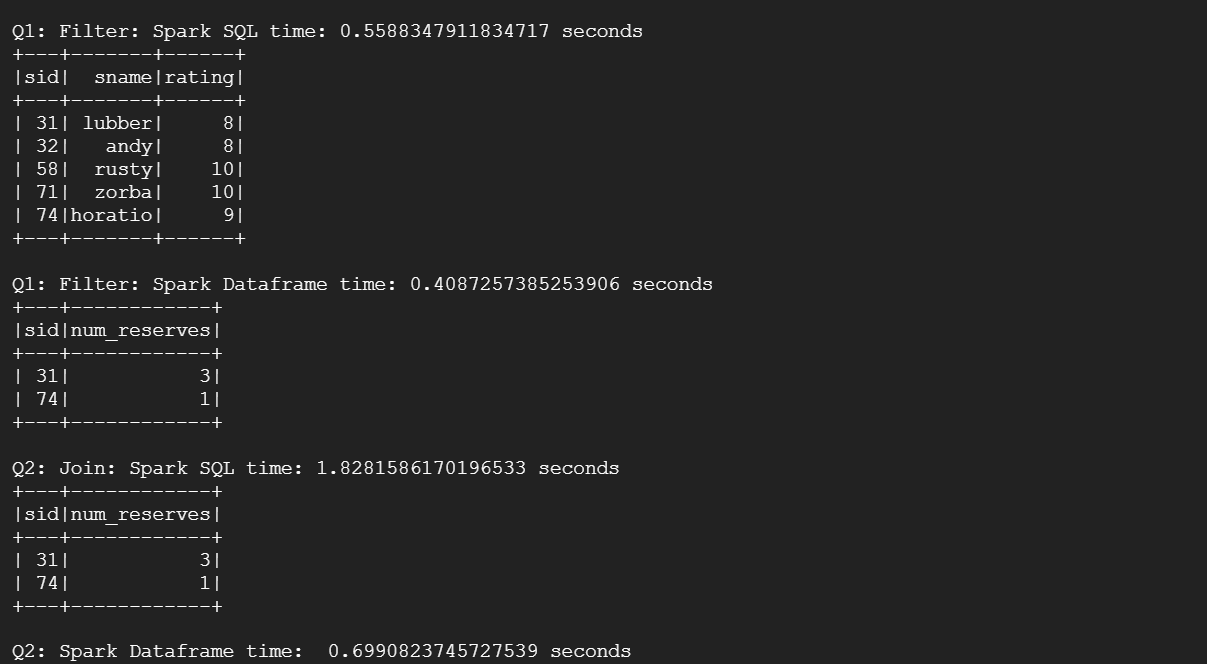 Q1: Filter: Spark SQL time: 0.5588347911834717 seconds
+---+-------+------+
|sid|  sname|rating|
+---+-------+------+
| 31| lubber|     8|
| 32|   andy|     8|
| 58|  rusty|    10|
| 71|  zorba|    10|
| 74|horatio|     9|
+---+-------+------+

Q1: Filter: Spark Dataframe time: 0.4087257385253906 seconds
+---+------------+
|sid|num_reserves|
+---+------------+
| 31|           3|
| 74|           1|
+---+------------+

Q2: Join: Spark SQL time: 1.8281586170196533 seconds
+---+------------+
|sid|num_reserves|
+---+------------+
| 31|           3|
| 74|           1|
+---+------------+

Q2: Spark Dataframe time:  0.6990823745727539 seconds